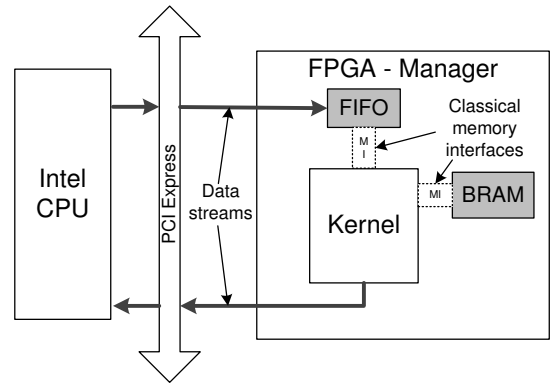 FPGA - Manager
FIFO
Classical
memory
interfaces
M
I
Intel
CPU
PCI Express
Data
streams
Kernel
MI
BRAM